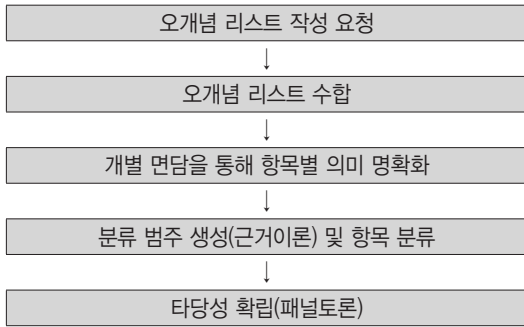 오개념 리스트 작성 요청
↓
오개념 리스트 수합
↓
개별 면담을 통해 항목별 의미 명확화
↓
분류 범주 생성(근거이론) 및 항목 분류
↓
타당성 확립(패널토론)